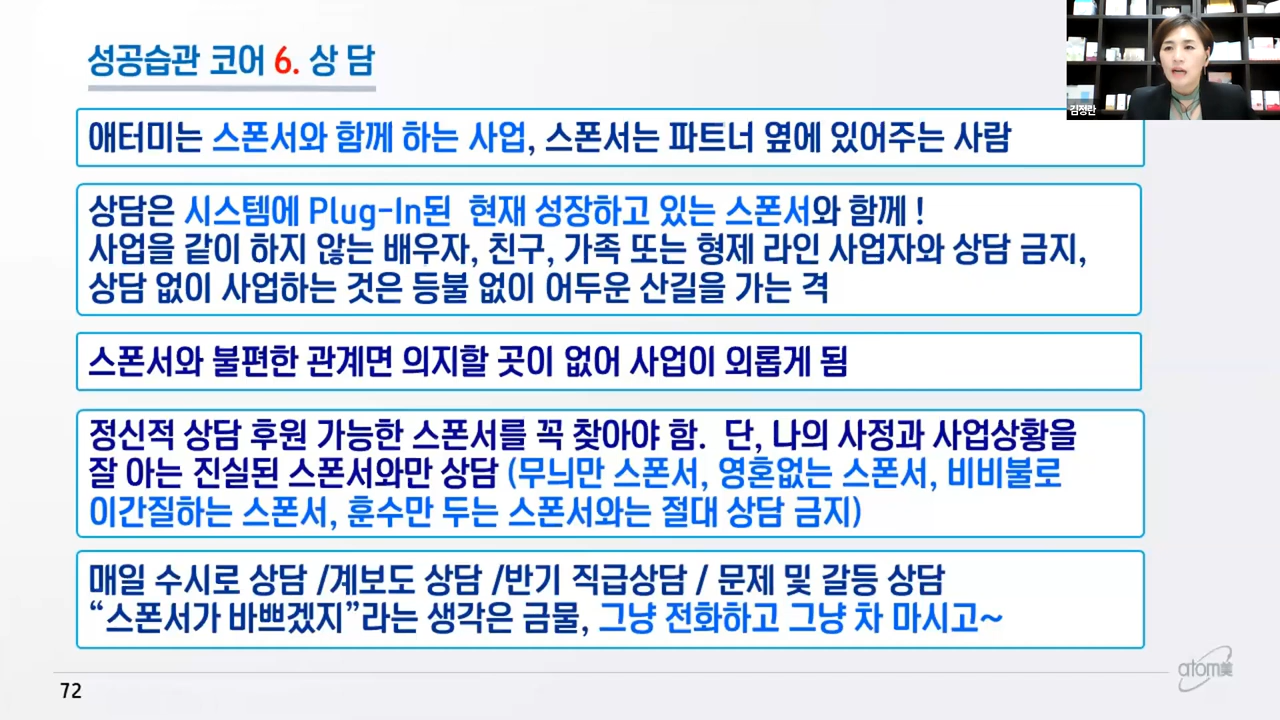 성공습관 코어 6. 상 담
김정란
애터미는 스폰서와 함께 하는 사업, 스폰서는 파트너 옆에 있어주는 사람
상담은 시스템에 Plug-In된 현재 성장하고 있는 스폰서와 함께 !
사업을 같이 하지 않는 배우자, 친구, 가족 또는 형제 라인 사업자와 상담 금지,
상담 없이 사업하는 것은 등불 없이 어두운 산길을 가는 격
스폰서와 불편한 관계면 의지할 곳이 없어 사업이 외롭게 됨
정신적 상담 후원 가능한 스폰서를 꼭 찾아야 함. 단, 나의 사정과 사업상황을
잘 아는 진실된 스폰서와만 상담 (무늬만 스폰서, 영혼없는 스폰서, 비비불로
이간질하는 스폰서, 훈수만 두는 스폰서와는 절대 상담 금지)
매일 수시로 상담 /계보도 상담 /반기 직급상담 / 문제 및 갈등 상담
“스폰서가 바쁘겠지”라는 생각은 금물, 그냥 전화하고 그냥 차 마시고~
72
atom美